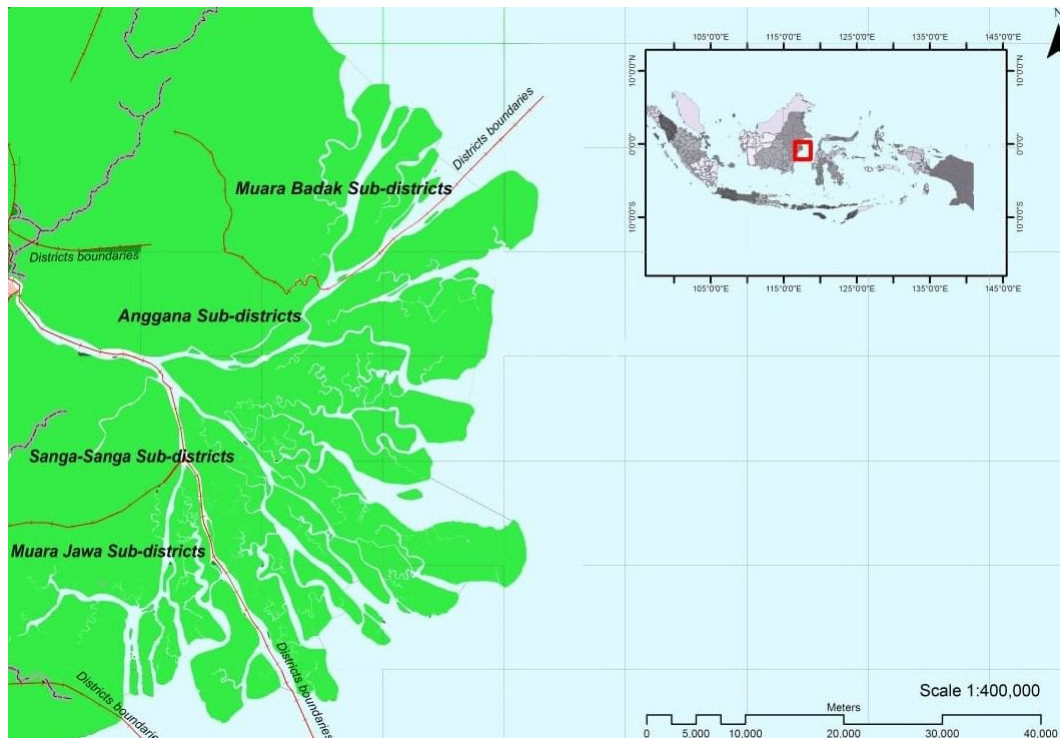 N
105°0'0"E 115°0'0"E 125°0'0"E 135°0'0"E 145°0'0"E
10°0'0"N 10°0'0"N
0°0'0" 0°0'0"
10°0'0"S 10°0'0"S
105°0'0"E 115°0'0"E 125°0'0"E 135°0'0"E 145°0'0"E
Districts boundaries
Muara Badak Sub-districts
Districts boundaries
Anggana Sub-districts
Sanga-Sanga Sub-districts
Muara Jawa Sub-districts
Districts boundaries
Districts boundaries
Scale 1:400,000
Meters
0 5,000 10,000 20,000 30,000 40,000